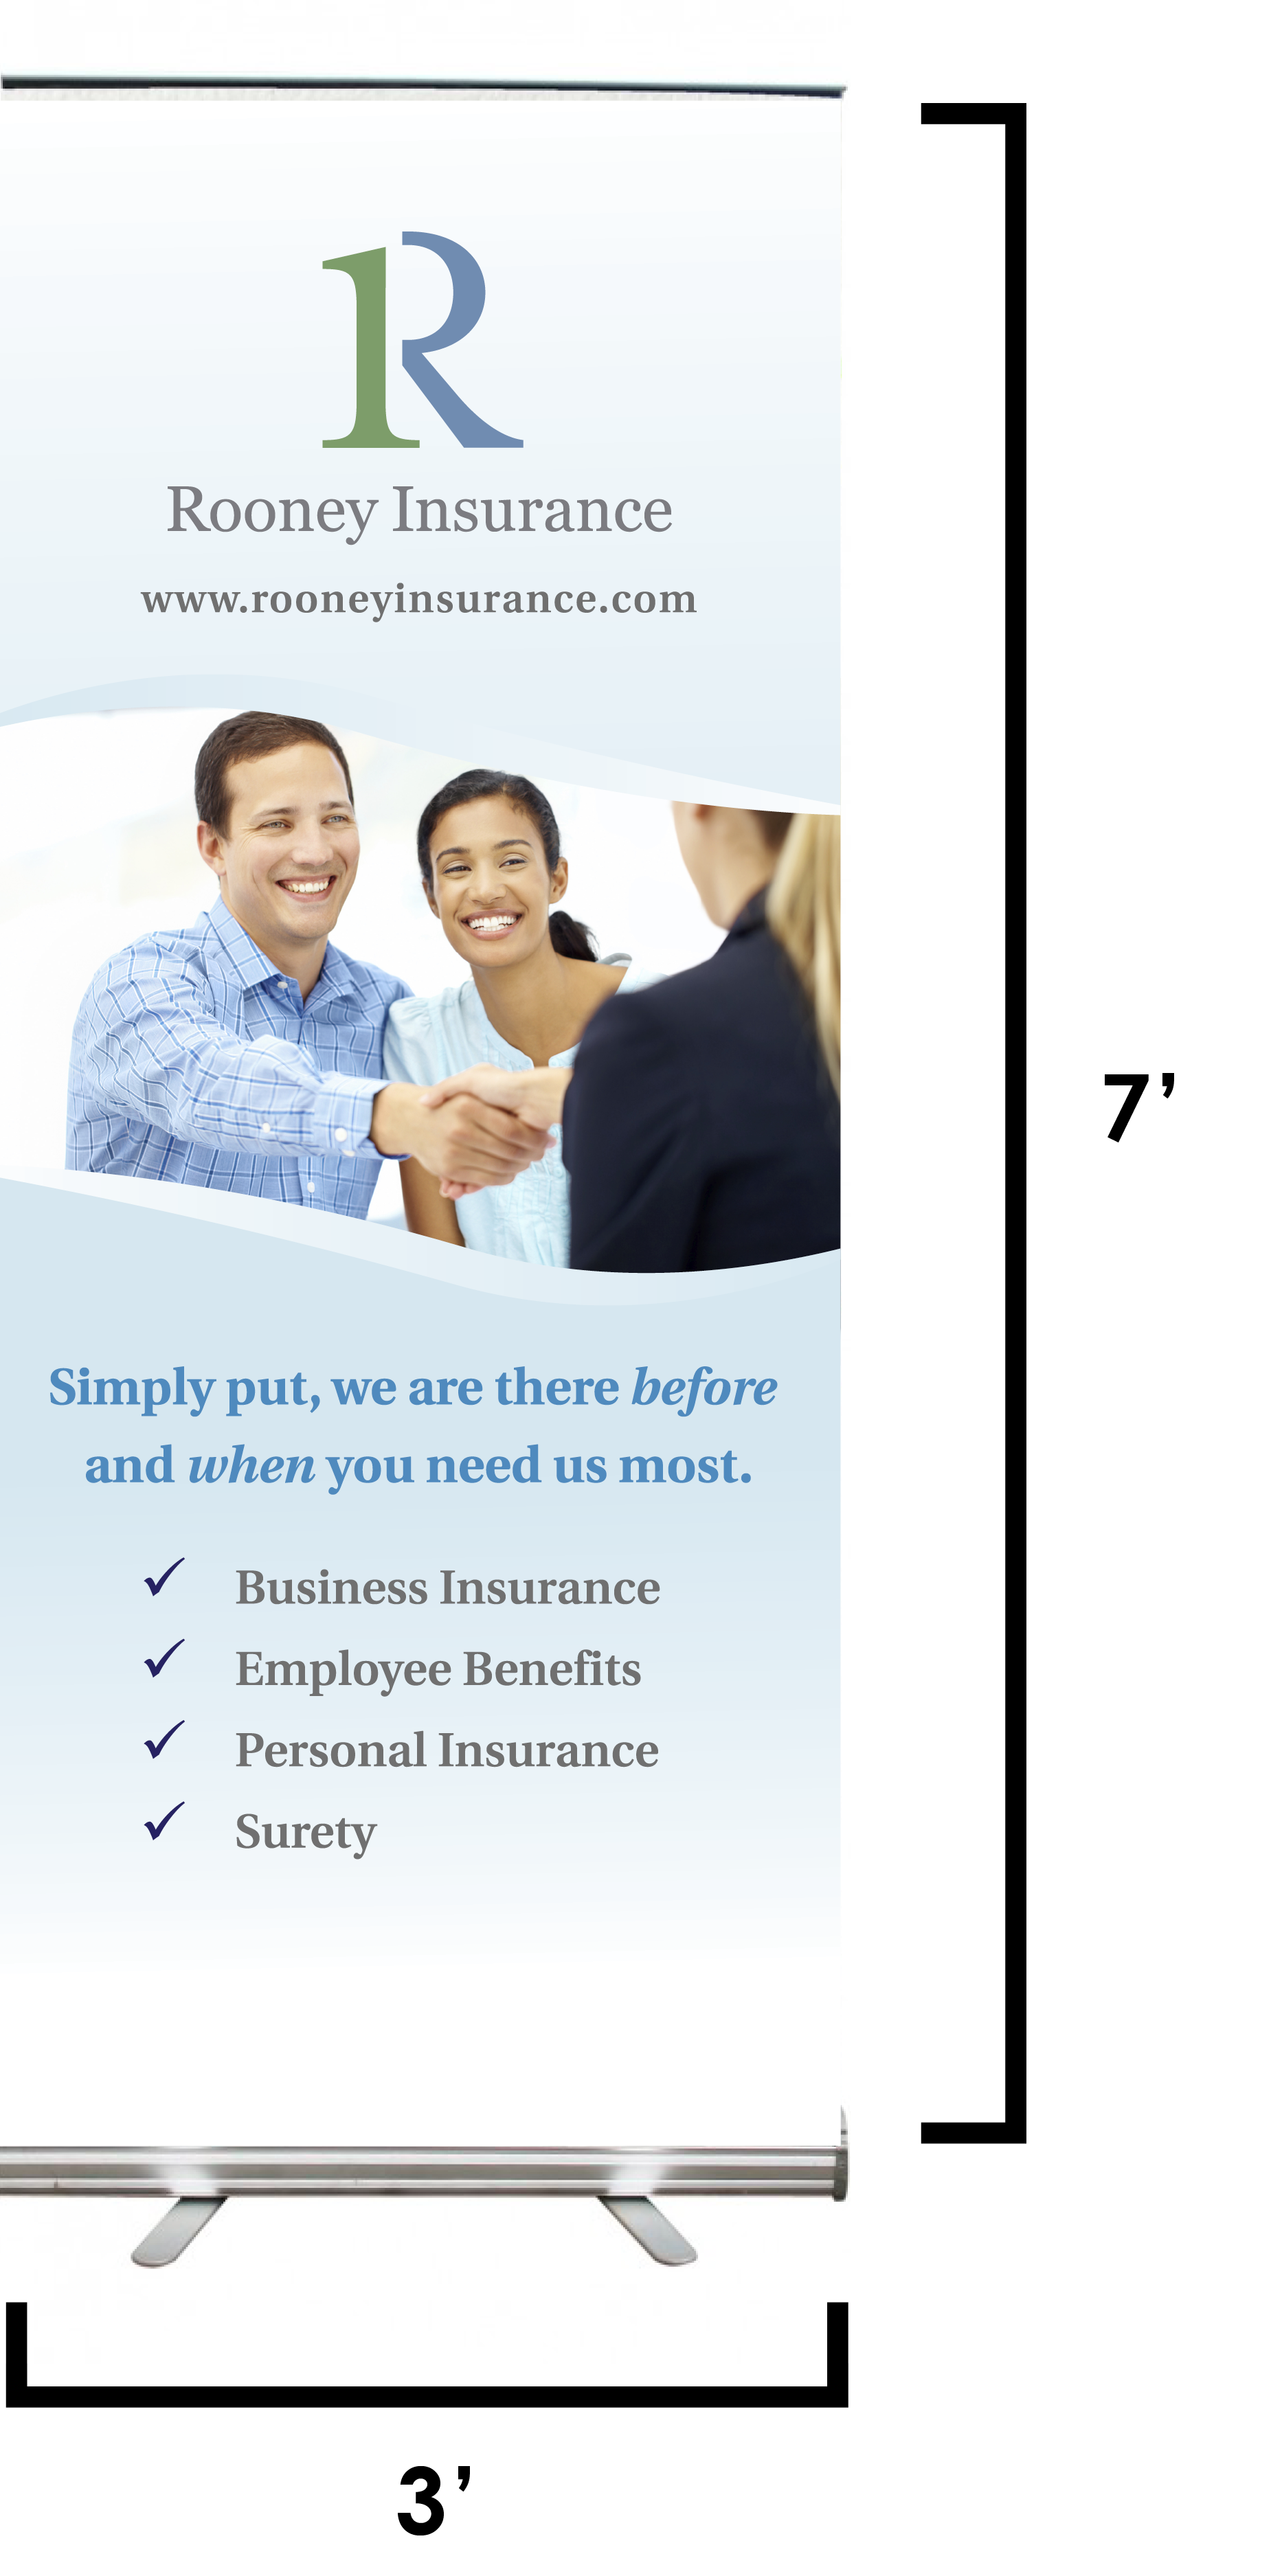 R
Rooney Insurance
www.rooneyinsurance.com
Simply put, we are there before
and when you need us most.
✓ Business Insurance
✓ Employee Benefits
✓ Personal Insurance
✓ Surety
7’
3’